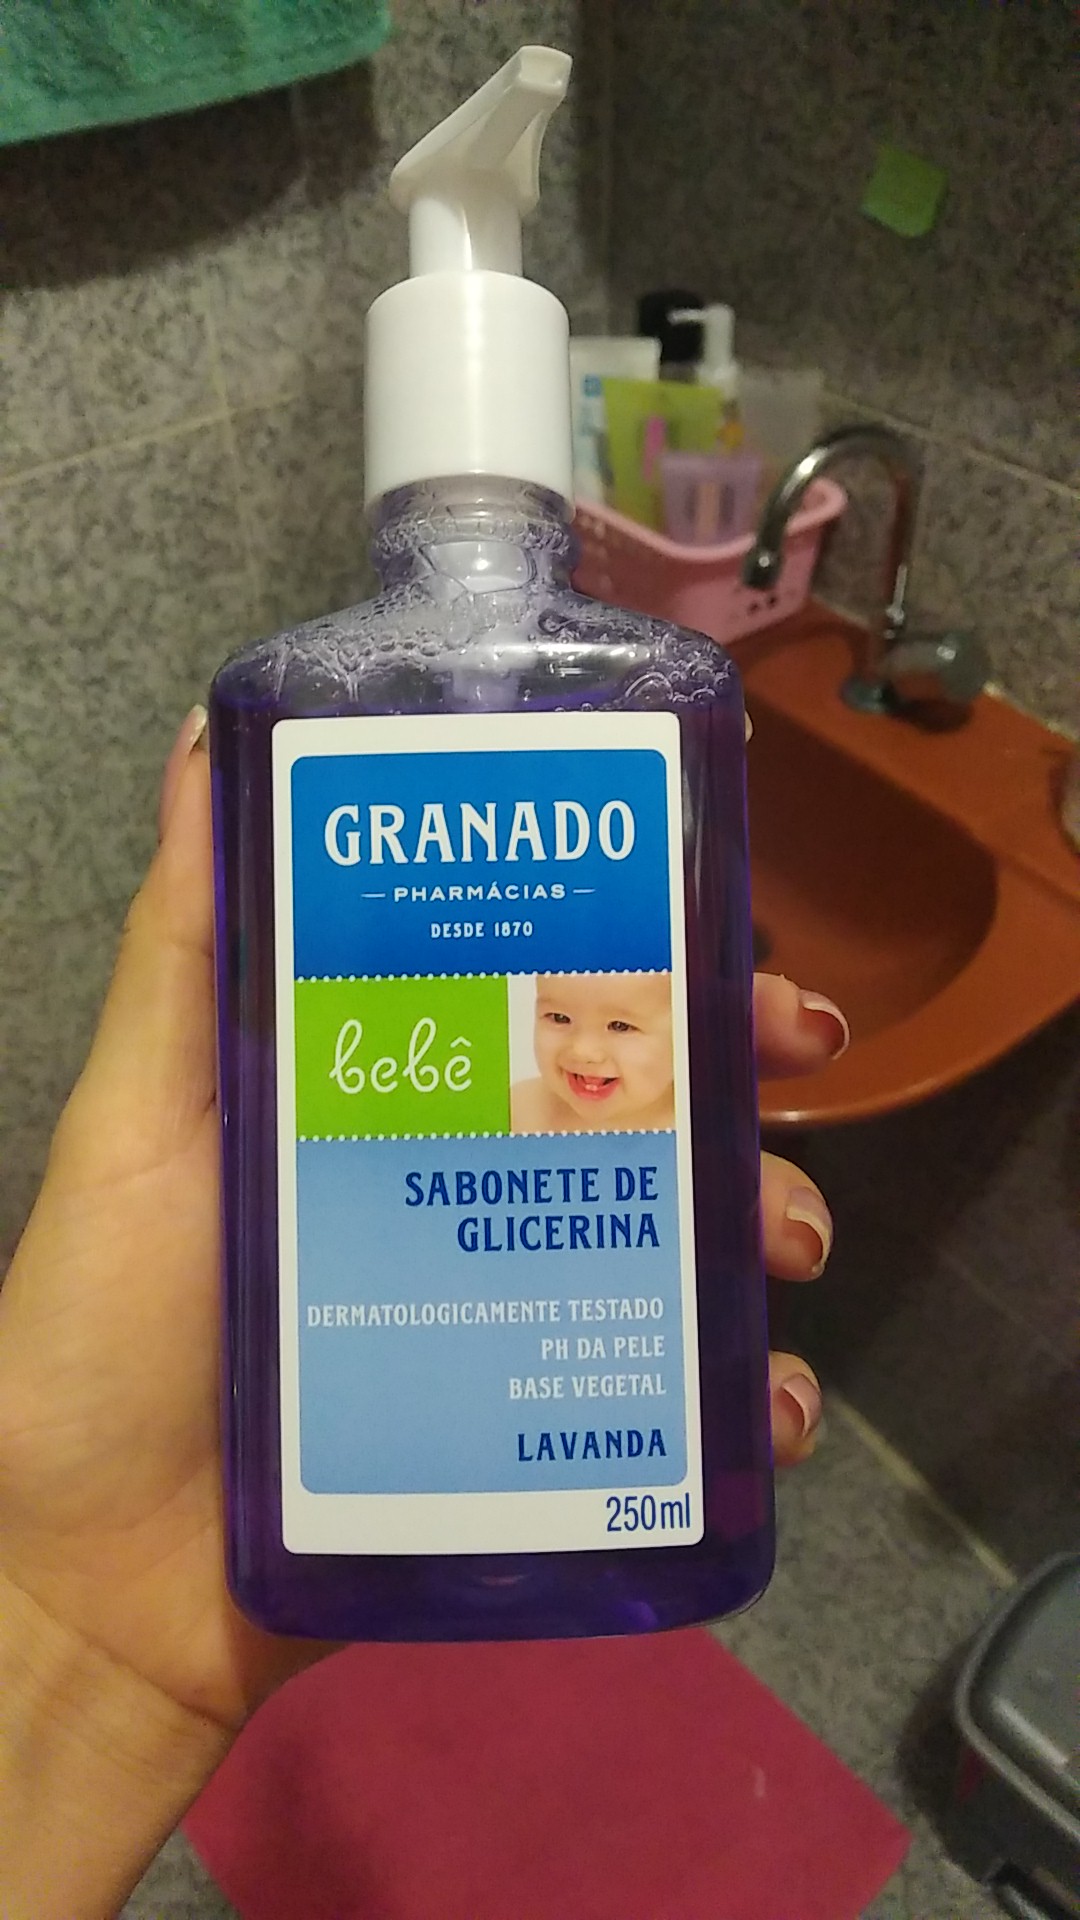 GRANADO
PHARMÁCIAS
DESDE 1870
bebê
SABONETE DE
GLICERINA
DERMATOLOGICAMENTE TESTADO
PH DA PELE
BASE VEGETAL
LAVANDA
250ml